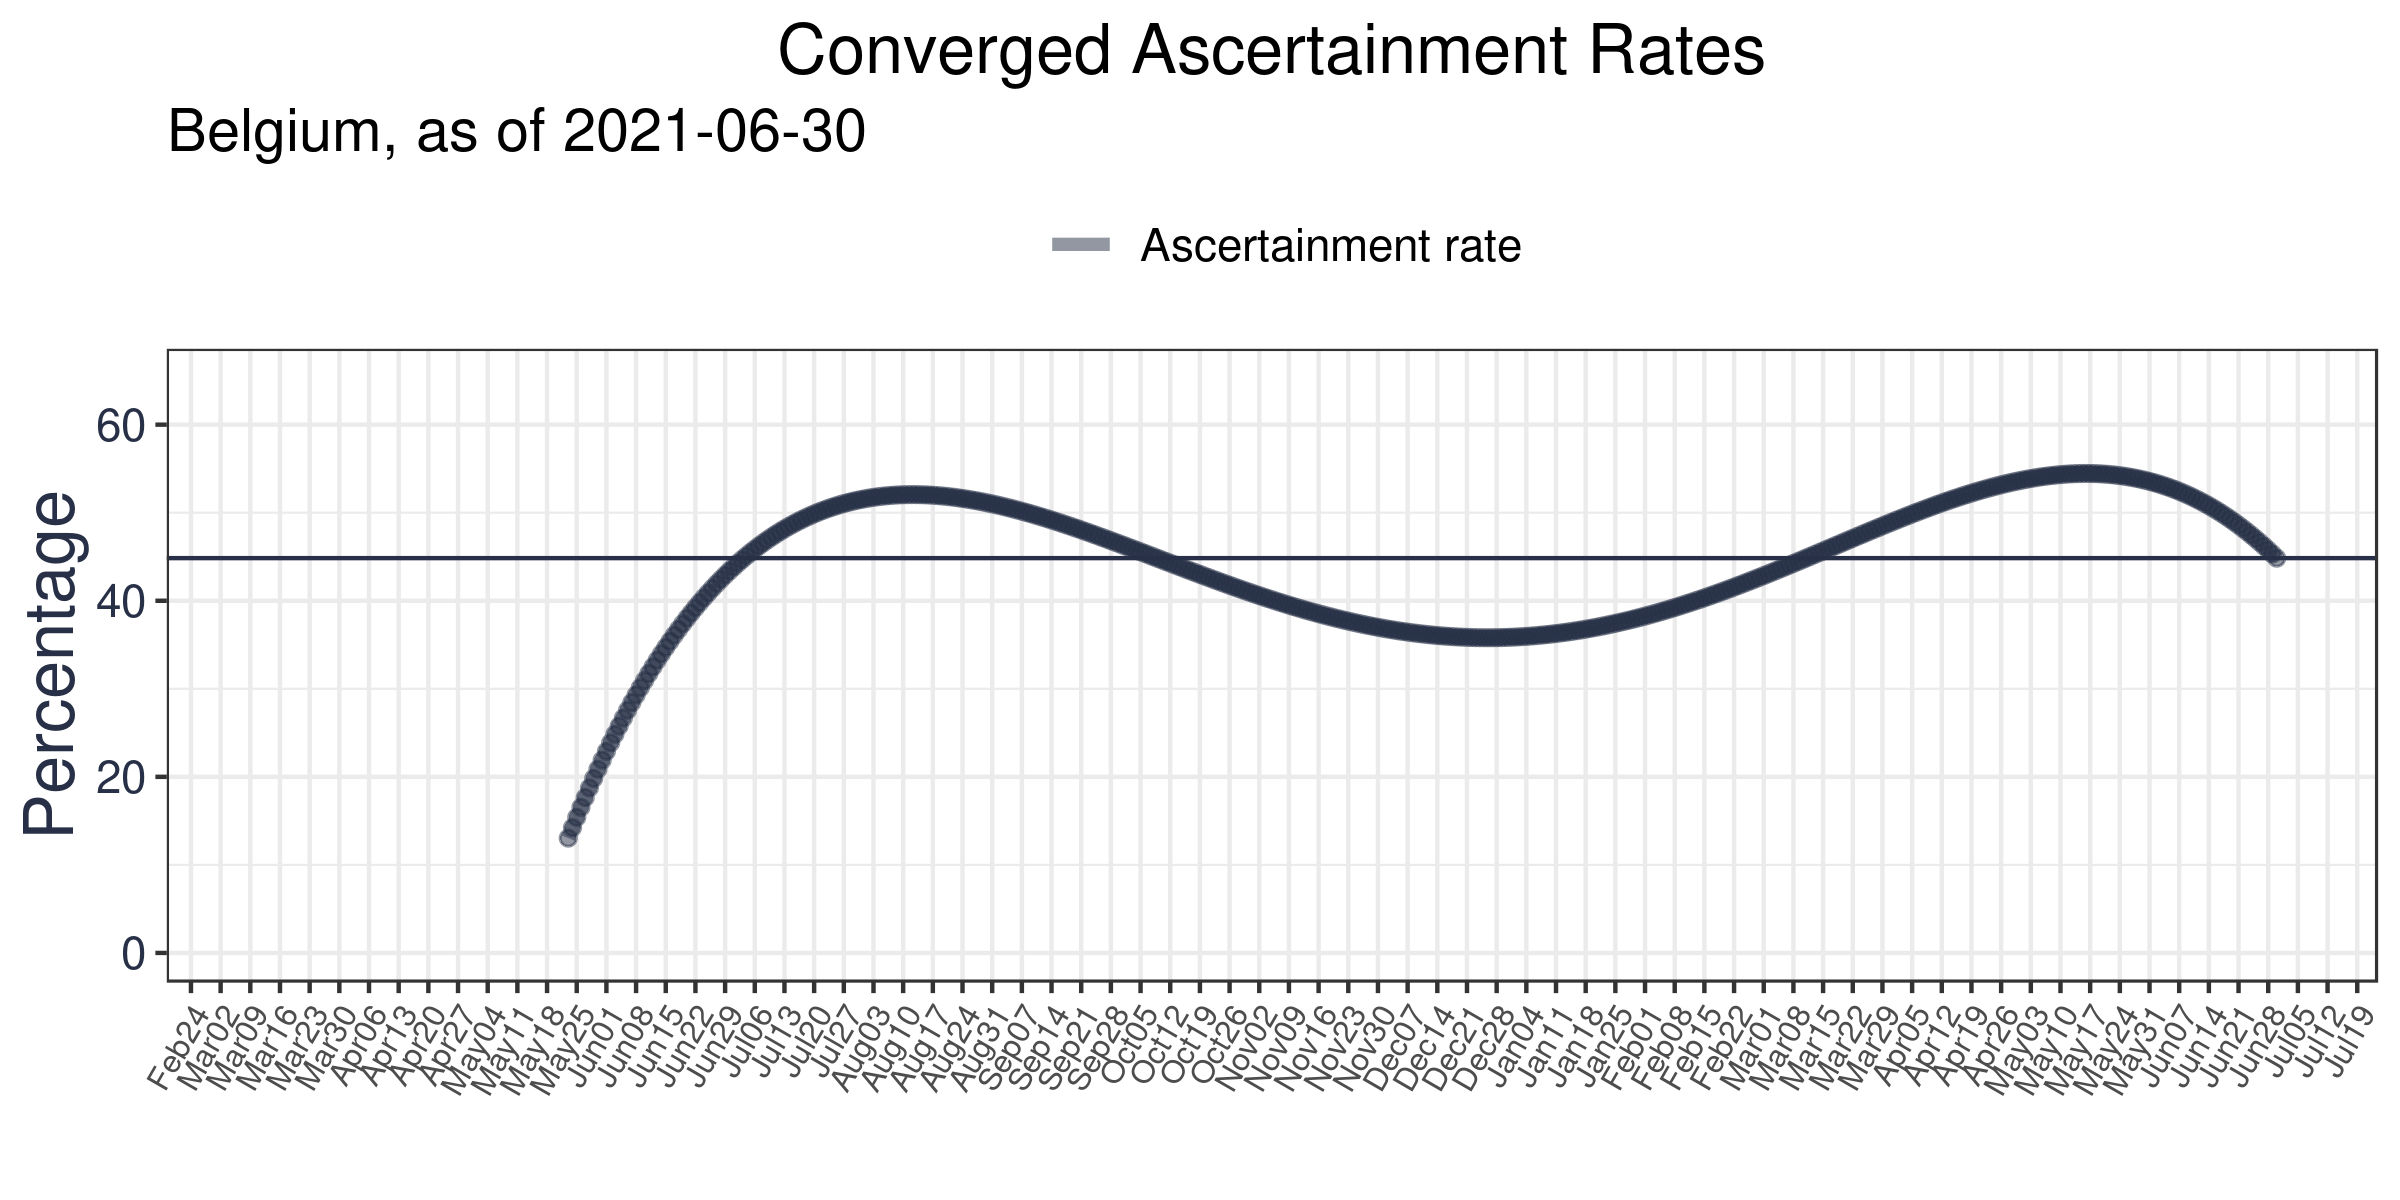 Converged Ascertainment Rates
Belgium, as of 2021-06-30
Ascertainment rate
Percentage
60
40
20
0
Feb24 Mar02 Mar09 Mar16 Mar23 Mar30 Apr06 Apr13 Apr20 Apr27 May04 May11 May18 May25 Jun01 Jun08 Jun15 Jun22 Jun29 Jul06 Jul13 Jul20 Jul27 Aug03 Aug10 Aug17 Aug24 Aug31 Sep07 Sep14 Sep21 Sep28 Oct05 Oct12 Oct19 Oct26 Nov02 Nov09 Nov16 Nov23 Nov30 Dec07 Dec14 Dec21 Dec28 Jan04 Jan11 Jan18 Jan25 Feb01 Feb08 Feb15 Feb22 Mar01 Mar08 Mar15 Mar22 Mar29 Apr05 Apr12 Apr19 Apr26 May03 May10 May17 May24 May31 Jun07 Jun14 Jun21 Jun28 Jul05 Jul12 Jul19